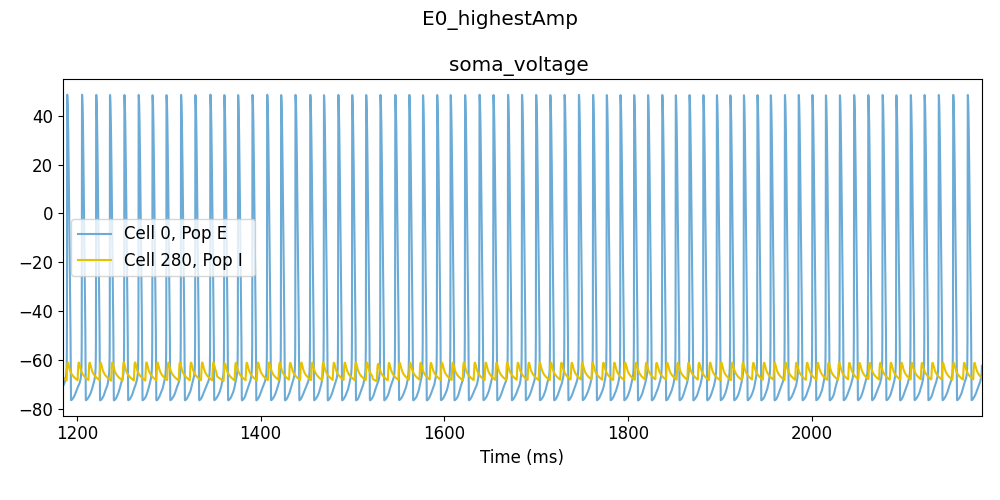 E0_highestAmp
soma_voltage
40
20
0
−20
−40
−60
−80
Cell 0, Pop E
Cell 280, Pop I
1200 1400 1600 1800 2000
Time (ms)